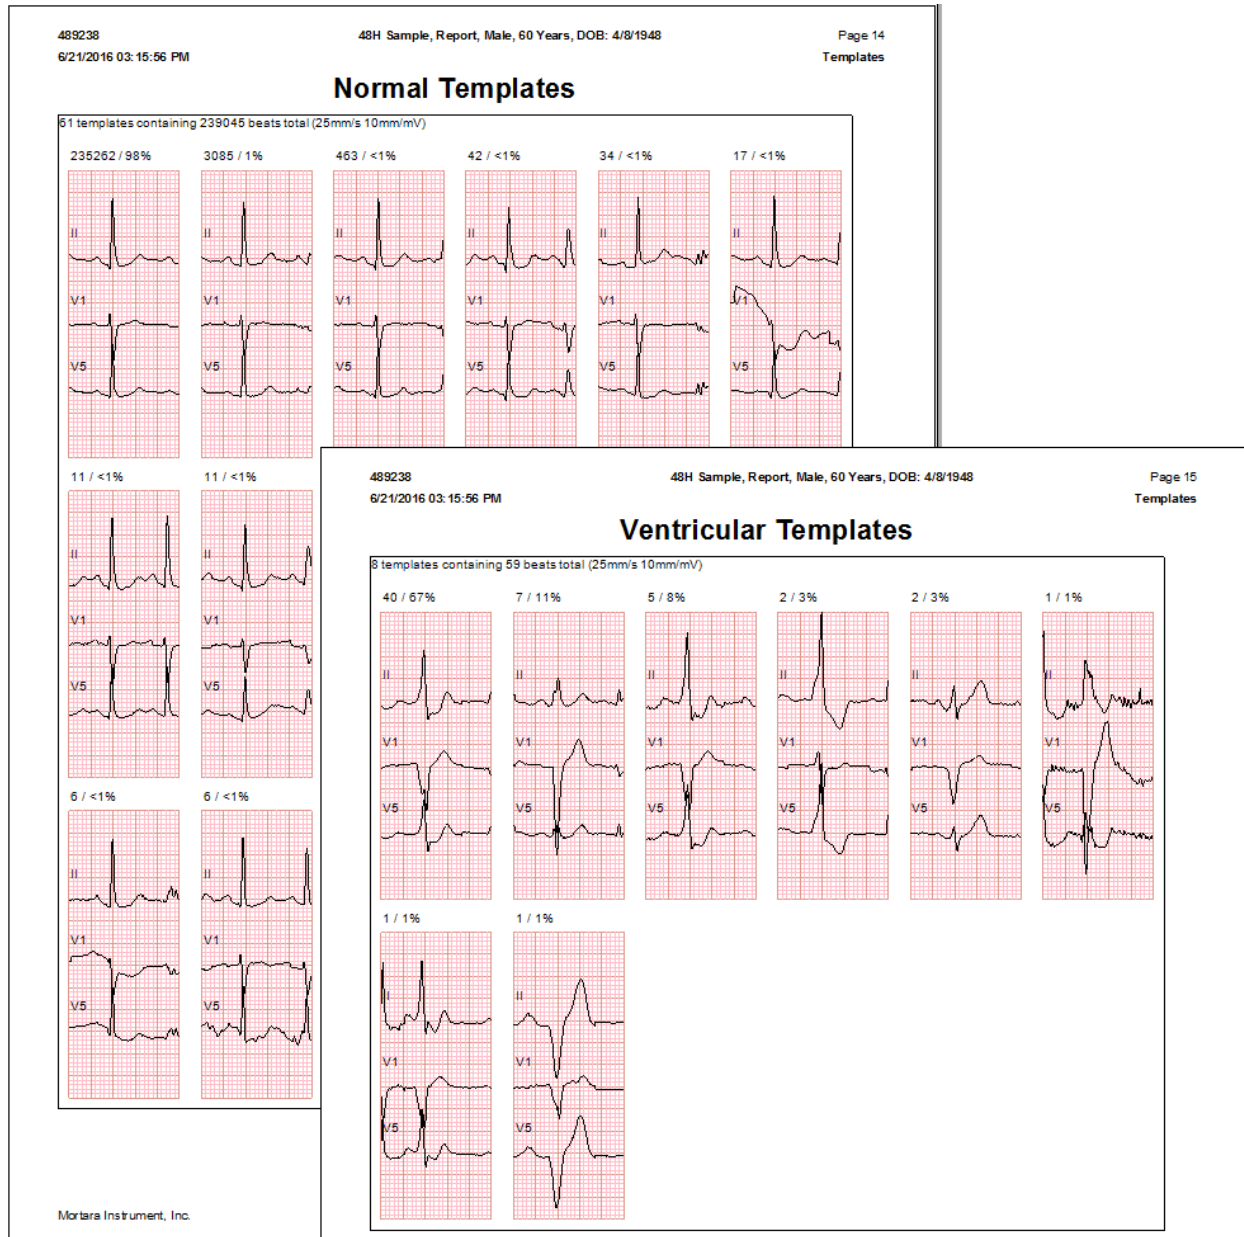 489238 48H Sample, Report, Male, 60 Years, DOB: 4/8/1948 Page 14
6/21/2016 03:15:56 PM Templates
Normal Templates
61 templates containing 239045 beats total (25mm/s 10mm/mV)
235262 / 98% 3085 / 1% 463 / <1% 42 / <1% 34 / <1% 17 / <1%
II II II II II II
V1 V1 V1 V1 V1 V1
V5 V5 V5 V5 V5 V5
11 / <1% 11 / <1%
II II
V1 V1
V5 V5
6 / <1% 6 / <1%
II II
V1 V1
V5 V5
Mortara Instrument, Inc.
489238 48H Sample, Report, Male, 60 Years, DOB: 4/8/1948 Page 15
6/21/2016 03:15:56 PM Templates
Ventricular Templates
8 templates containing 59 beats total (25mm/s 10mm/mV)
40 / 67% 7 / 11% 5 / 8% 2 / 3% 2 / 3% 1 / 1%
II II II II II II
V1 V1 V1 V1 V1 V1
V5 V5 V5 V5 V5 V5
1 / 1% 1 / 1%
II II
V1 V1
V5 V5